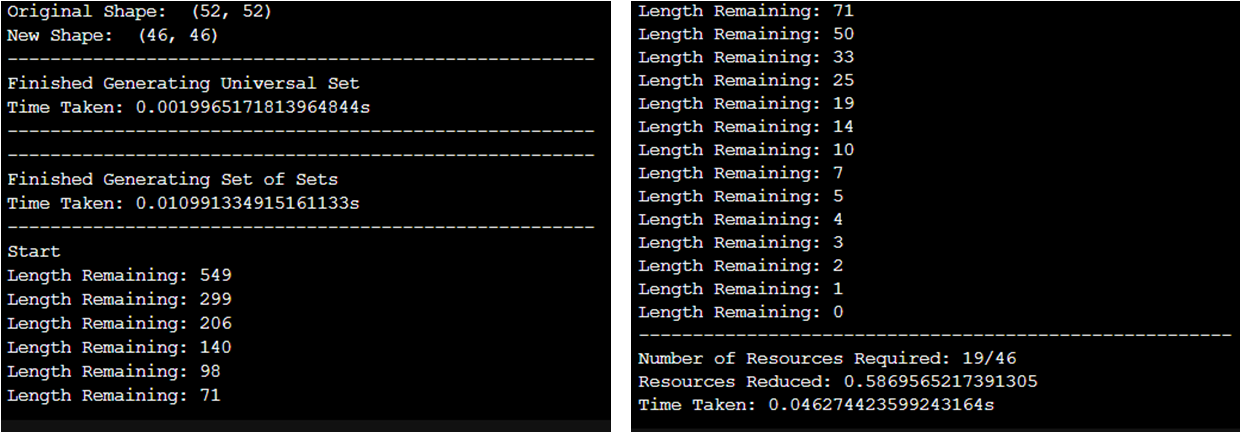 Original Shape:  (52, 52)
New Shape:  (46, 46)
-------------------------------------------------------
Finished Generating Universal Set
Time Taken: 0.0019965171813964844s
-------------------------------------------------------
-------------------------------------------------------
Finished Generating Set of Sets
Time Taken: 0.010991334915161133s
-------------------------------------------------------
Start
Length Remaining: 549
Length Remaining: 299
Length Remaining: 206
Length Remaining: 140
Length Remaining: 98
Length Remaining: 71
Length Remaining: 71
Length Remaining: 50
Length Remaining: 33
Length Remaining: 25
Length Remaining: 19
Length Remaining: 14
Length Remaining: 10
Length Remaining: 7
Length Remaining: 5
Length Remaining: 4
Length Remaining: 3
Length Remaining: 2
Length Remaining: 1
Length Remaining: 0
-------------------------------------------------------
Number of Resources Required: 19/46
Resources Reduced: 0.5869565217391305
Time Taken: 0.046274423599243164s